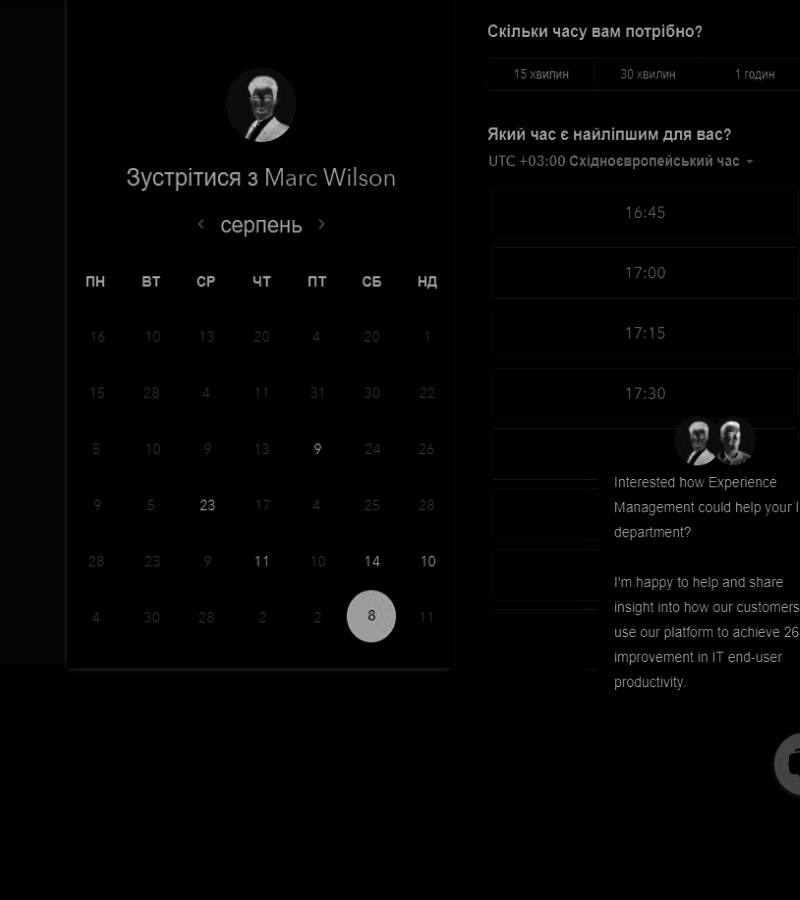 Зустрітися з Marc Wilson
серпень
ПН ВТ СР ЧТ ПТ СБ НД
16 10 13 20 4 20 1
15 28 4 11 31 30 22
5 10 9 13 9 24 26
9 5 23 17 4 25 28
28 23 9 11 10 14 10
4 30 28 2 2 8 11
Скільки часу вам потрібно?
15 хвилин 30 хвилин 1 годин
Який час є найліпшим для вас?
UTC +03:00 Східноєвропейський час
16:45
17:00
17:15
17:30
Interested how Experience
Management could help your
department?
I'm happy to help and share
insight into how our customers
use our platform to achieve 26
improvement in IT end-user
productivity.